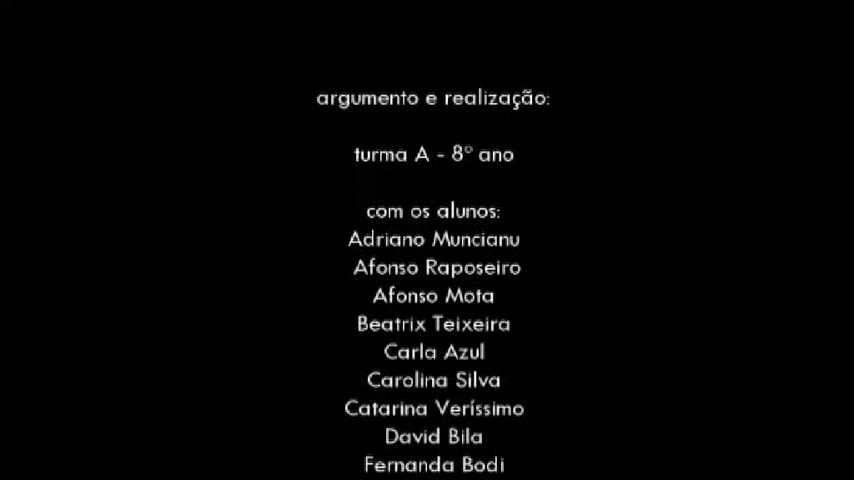 argumento e realização:
turma A - 8º ano
com os alunos:
Adriano Muncianu
Afonso Raposeiro
Afonso Mota
Beatrix Teixeira
Carla Azul
Carolina Silva
Catarina Veríssimo
David Bila
Fernanda Bodi